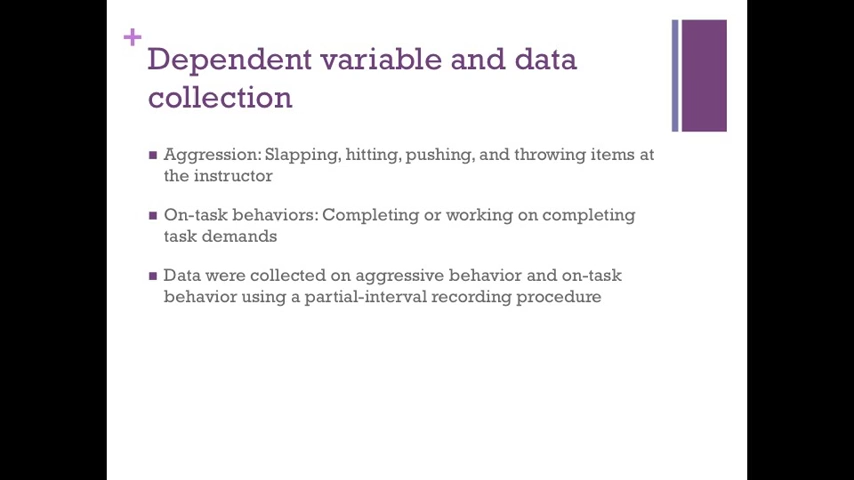 +
Dependent variable and data
collection
Aggression: Slapping, hitting, pushing, and throwing items at
the instructor
On-task behaviors: Completing or working on completing
task demands
Data were collected on aggressive behavior and on-task
behavior using a partial-interval recording procedure